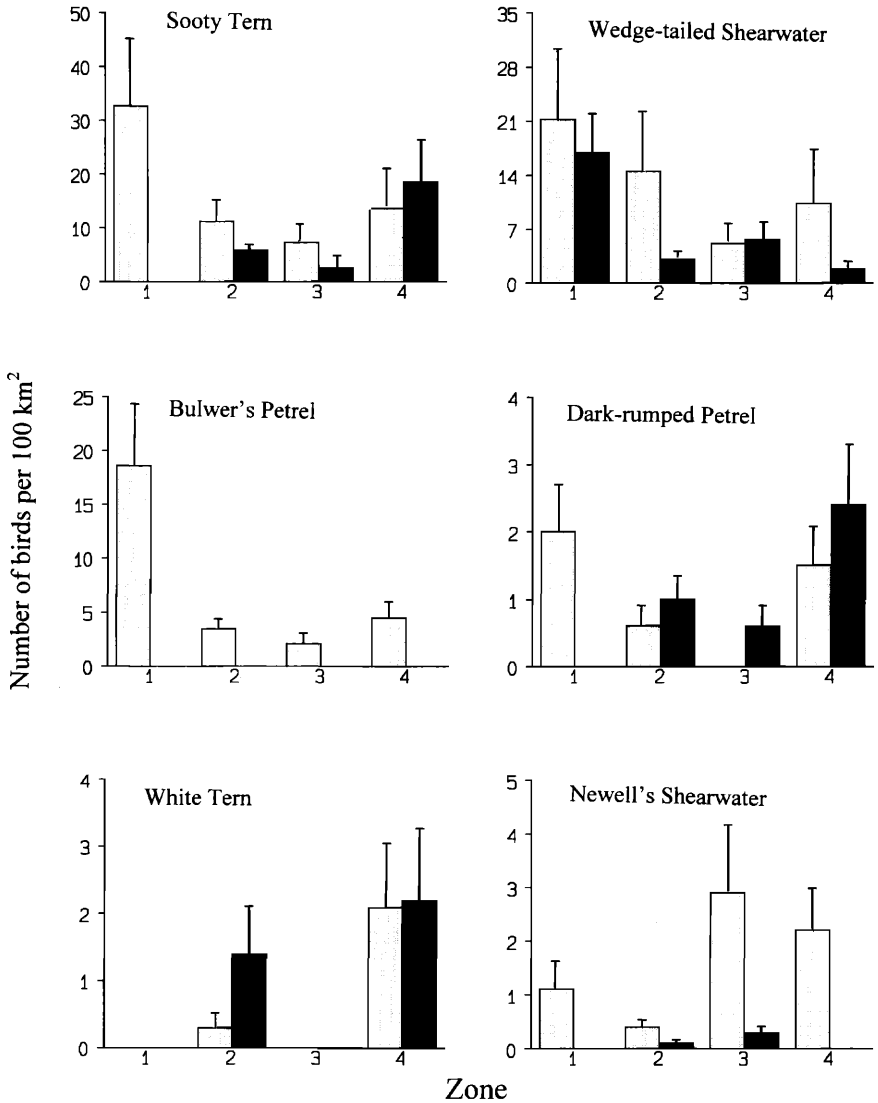 Sooty Tern
50
40
30
20
10
0
1 2 3 4
Wedge-tailed Shearwater
35
28
21
14
7
0
1 2 3 4
Number of birds per 100 km²
Bulwer's Petrel
25
20
15
10
5
0
1 2 3 4
Dark-rumped Petrel
4
3
2
1
0
1 2 3 4
White Tern
4
3
2
1
0
1 2 3 4
Newell's Shearwater
5
4
3
2
1
0
1 2 3 4
Zone